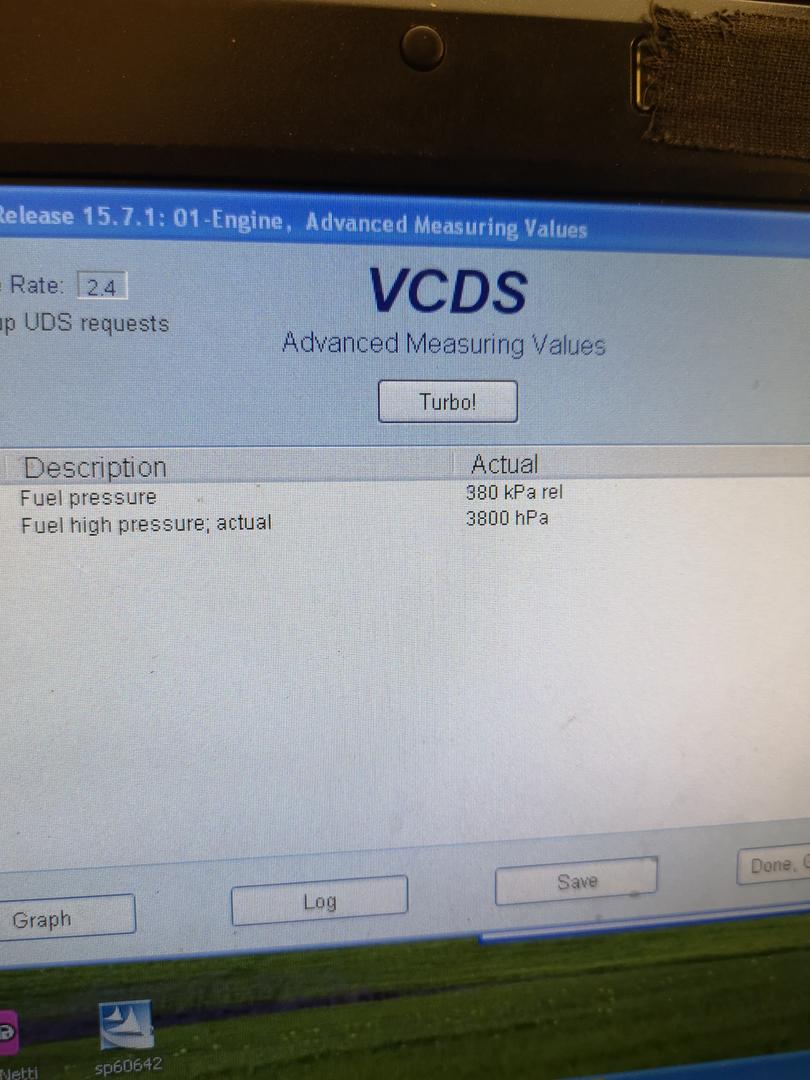 Release 15.7.1: 01-Engine, Advanced Measuring Values
Rate: 2.4
VCDS
UDS requests
Advanced Measuring Values
Turbo!
Description Actual
Fuel pressure 380 kPa rel
Fuel high pressure; actual 3800 hPa
Graph Log Save Done,
Netti sp60642